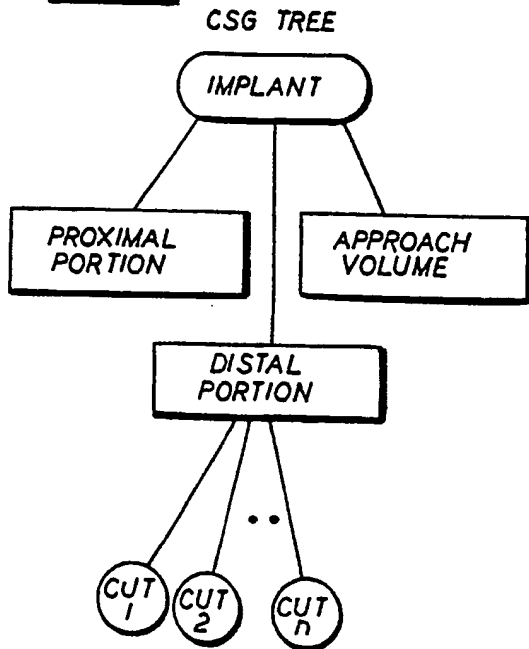 CSG TREE
IMPLANT
PROXIMAL
PORTION
APPROACH
VOLUME
DISTAL
PORTION
CUT
1
CUT
2
CUT
n